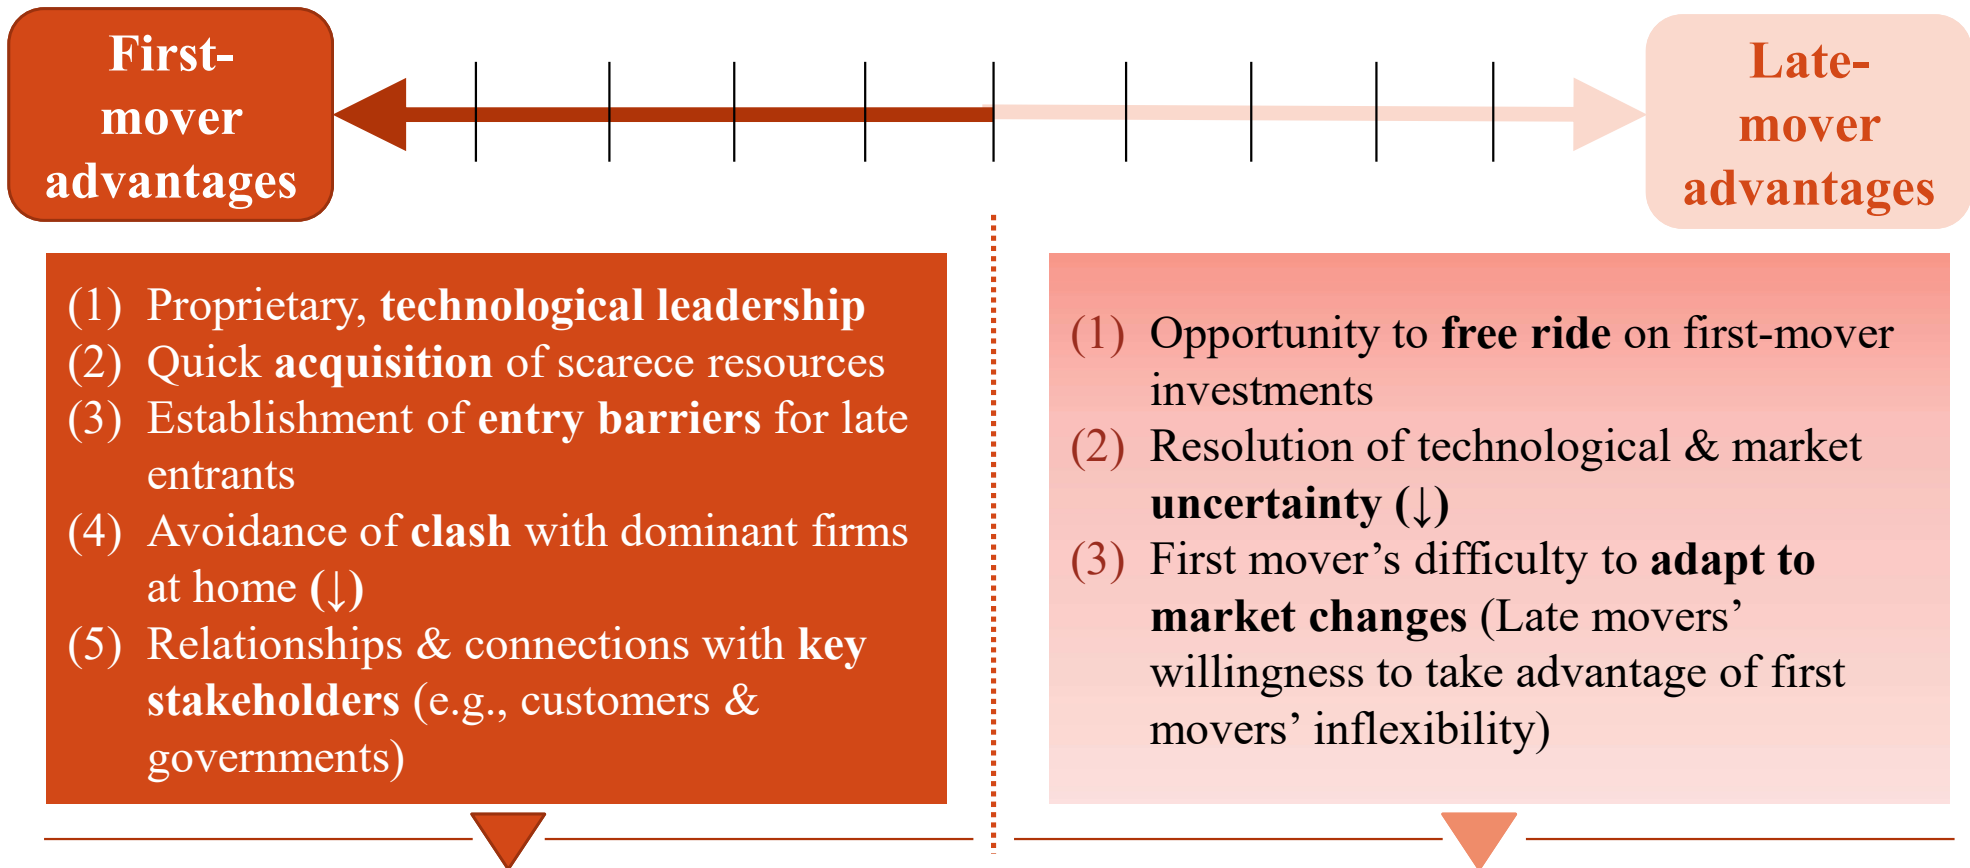 First-
mover
advantages
Late-
mover
advantages
(1) Proprietary, technological leadership
(2) Quick acquisition of scarece resources
(3) Establishment of entry barriers for late
entrants
(4) Avoidance of clash with dominant firms
at home (↓)
(5) Relationships & connections with key
stakeholders (e.g., customers &
governments)
(1) Opportunity to free ride on first-mover
investments
(2) Resolution of technological & market
uncertainty (↓)
(3) First mover’s difficulty to adapt to
market changes (Late movers’
willingness to take advantage of first
movers’ inflexibility)